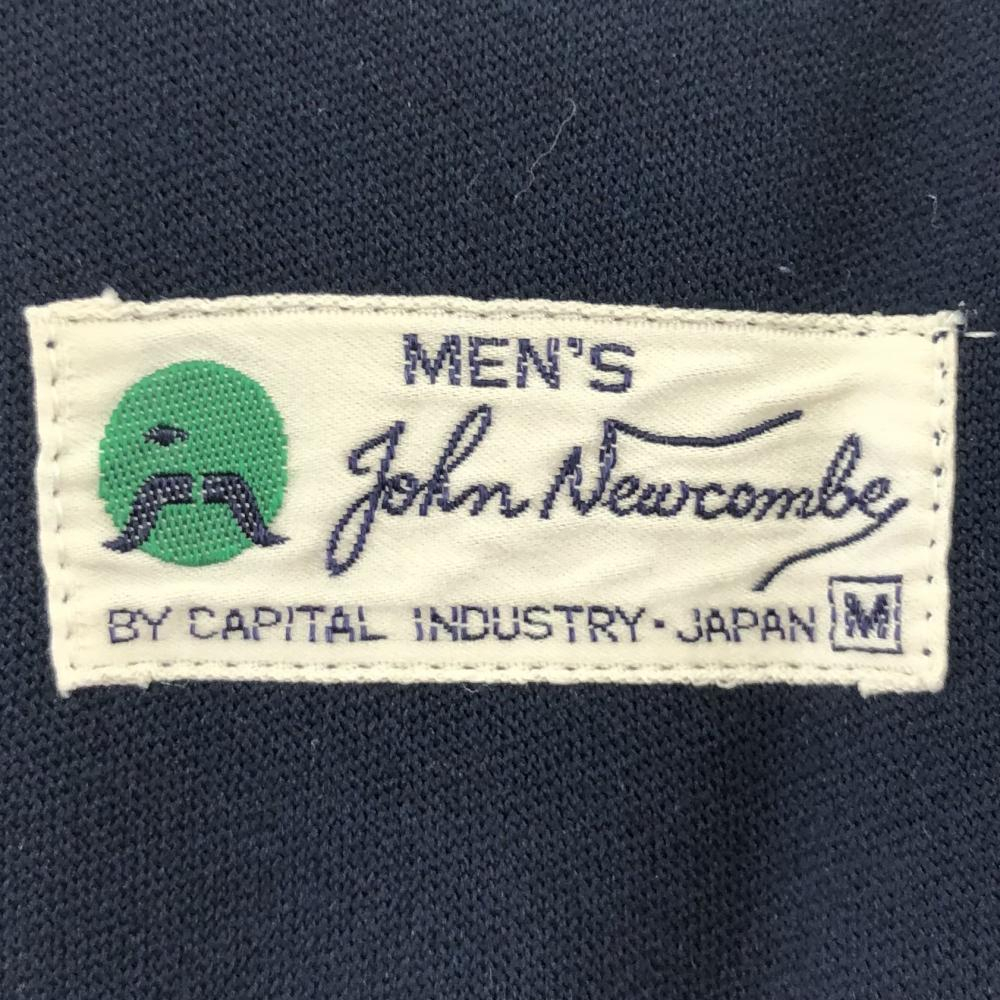 MEN'S
John Newcombe
BY CAPITAL INDUSTRY·JAPAN M